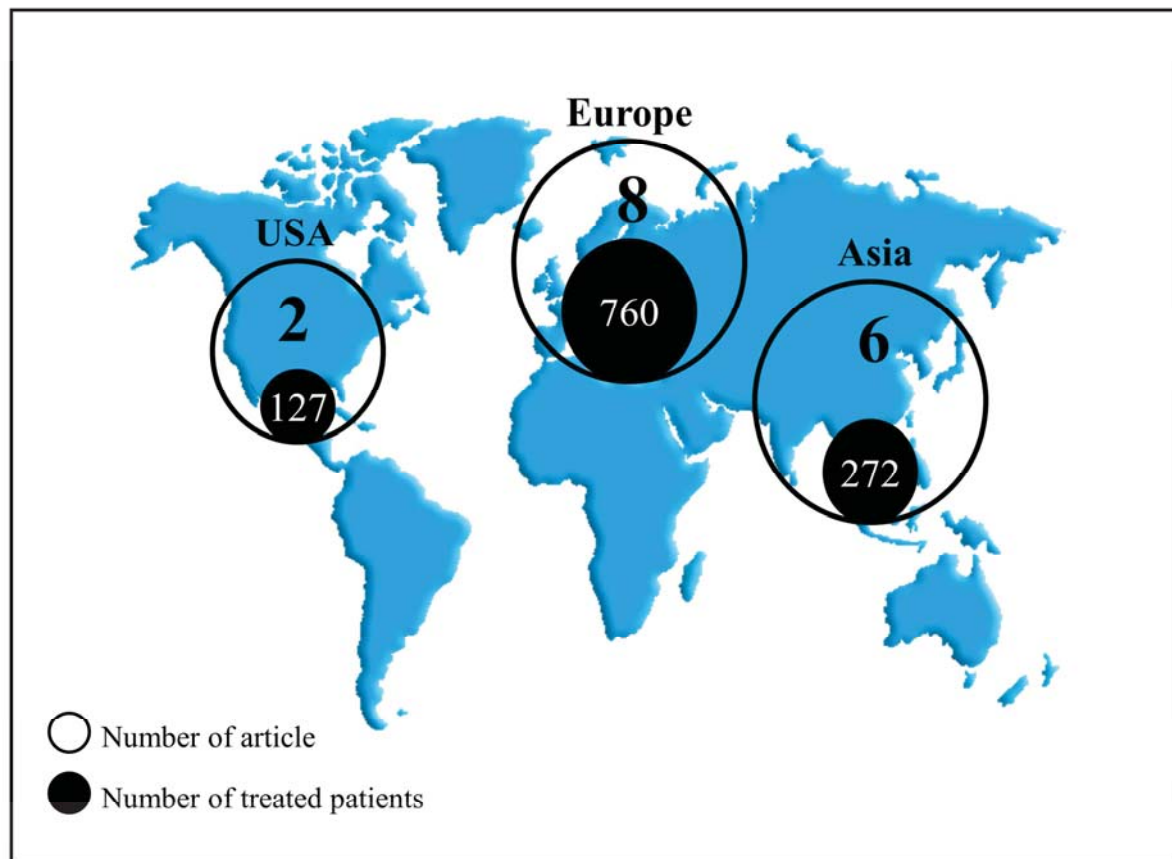 Europe
8
760
USA
2
127
Asia
6
272
Number of article
Number of treated patients